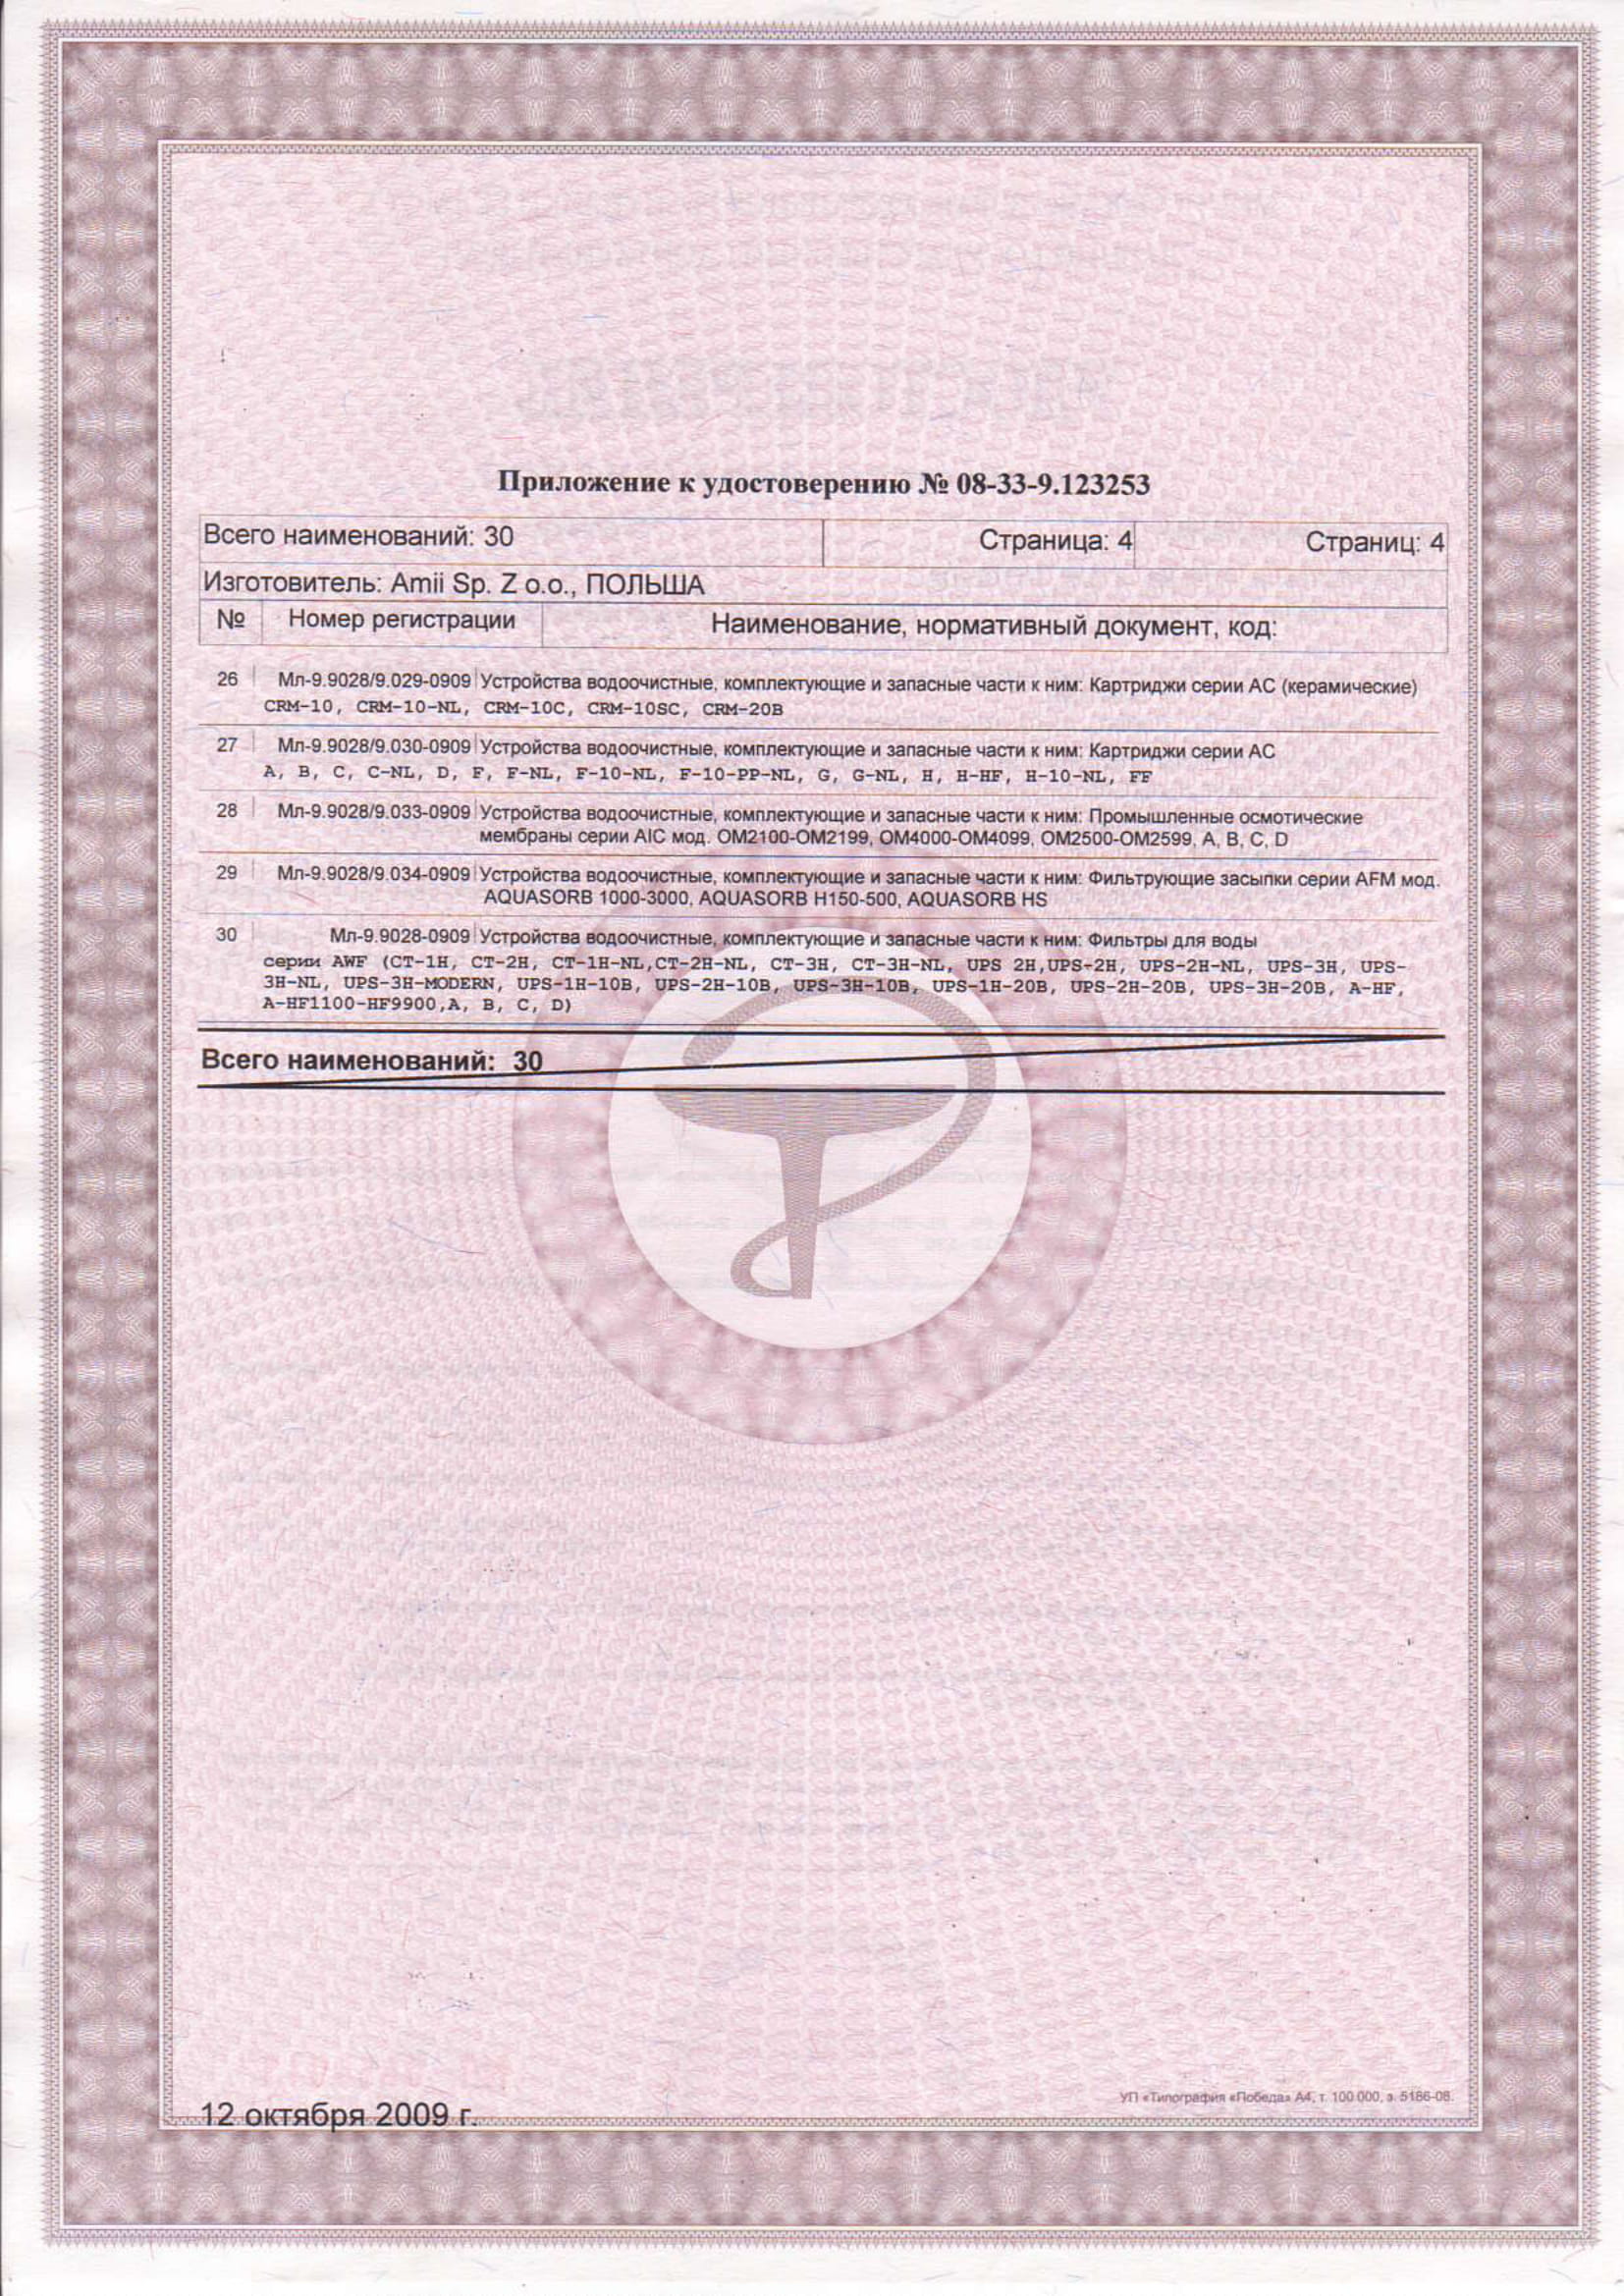 Приложение к удостоверению № 08-33-9.123253
Всего наименований: 30 Страница: 4 Страниц: 4
Изготовитель: Amii Sp. Z o.o., ПОЛЬША
№ Номер регистрации Наименование, нормативный документ, код:
26 Мл-9.9028/9.029-0909 Устройства водоочистные, комплектующие и запасные части к ним: Картриджи серии АС (керамические)
CRM-10, CRM-10-NL, CRM-10C, CRM-10SC, CRM-20B
27 Мл-9.9028/9.030-0909 Устройства водоочистные, комплектующие и запасные части к ним: Картриджи серии АС
A, B, C, C-NL, D, F, F-NL, F-10-NL, F-10-PP-NL, G, G-NL, H, H-HF, H-10-NL, FF
28 Мл-9.9028/9.033-0909 Устройства водоочистные, комплектующие и запасные части к ним: Промышленные осмотические
мембраны серии AIC мод. OM2100-OM2199, OM4000-OM4099, OM2500-OM2599, A, B, C, D
29 Мл-9.9028/9.034-0909 Устройства водоочистные, комплектующие и запасные части к ним: Фильтрующие засыпки серии AFM мод.
AQUASORB 1000-3000, AQUASORB H150-500, AQUASORB HS
30 Мл-9.9028-0909 Устройства водоочистные, комплектующие и запасные части к ним: Фильтры для воды
серии AWF (CT-1H, CT-2H, CT-1H-NL,CT-2H-NL, CT-3H, CT-3H-NL, UPS 2H,UPS-2H, UPS-2H-NL, UPS-3H, UPS-
3H-NL, UPS-3H-MODERN, UPS-1H-10B, UPS-2H-10B, UPS-3H-10B, UPS-1H-20B, UPS-2H-20B, UPS-3H-20B, A-HF,
A-HF1100-HF9900,A, B, C, D)
Всего наименований: 30
УП «Типография «Победа» А4, т. 100 000, з. 5186-08.
12 октября 2009 г.